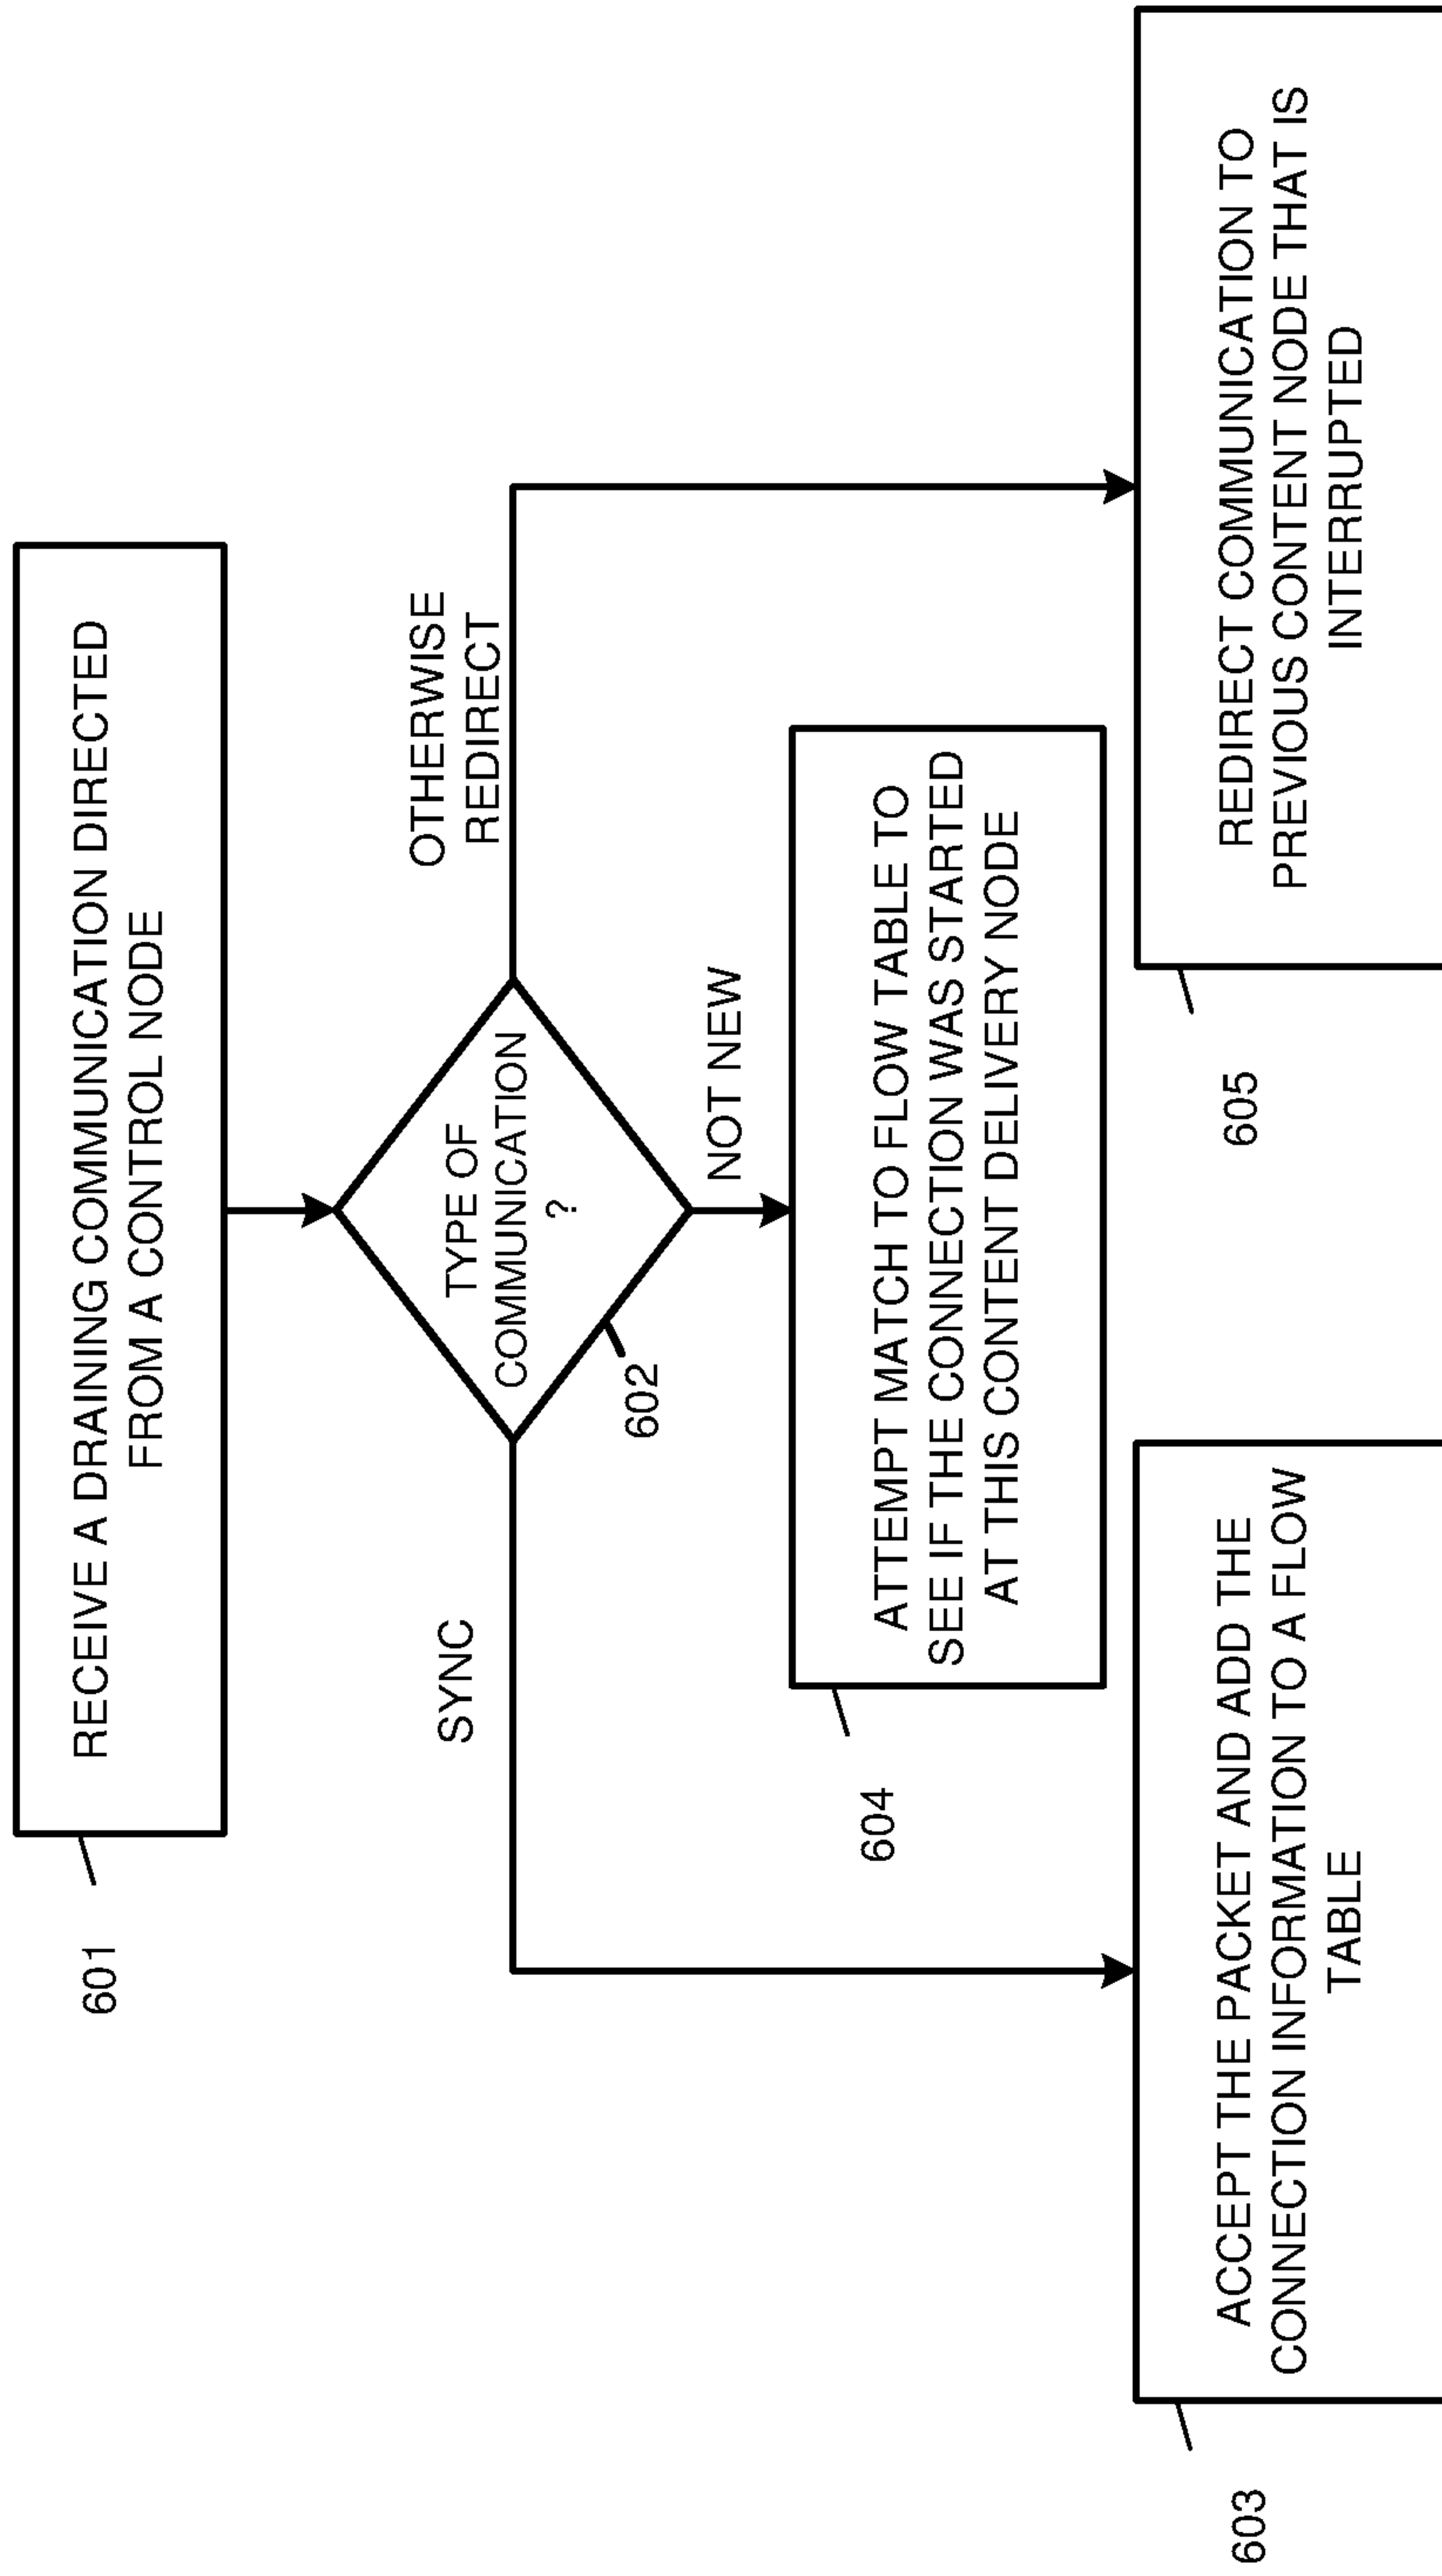 RECEIVE A DRAINING COMMUNICATION DIRECTED
FROM A CONTROL NODE
601
TYPE OF
COMMUNICATION
?
602
SYNC
OTHERWISE
REDIRECT
NOT NEW
ATTEMPT MATCH TO FLOW TABLE TO
SEE IF THE CONNECTION WAS STARTED
AT THIS CONTENT DELIVERY NODE
604
ACCEPT THE PACKET AND ADD THE
CONNECTION INFORMATION TO A FLOW
TABLE
603
REDIRECT COMMUNICATION TO
PREVIOUS CONTENT NODE THAT IS
INTERRUPTED
605